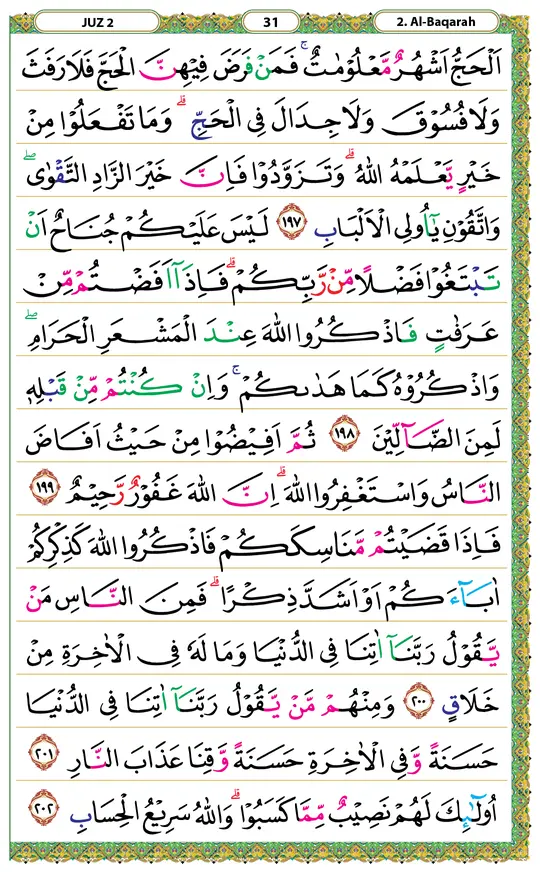 JUZ 2 31 2. Al-Baqarah
اَلْحَجُّ اَشْهُرٌ مَّعْلُوْمٰتٌ ۚ فَمَنْ فَرَضَ فِيْهِنَّ الْحَجَّ فَلَا رَفَثَ
وَلَا فُسُوْقَ وَلَا جِدَالَ فِى الْحَجِّ ۗ وَمَا تَفْعَلُوْا مِنْ
خَيْرٍ يَّعْلَمْهُ اللّٰهُ ۗ وَتَزَوَّدُوْا فَاِنَّ خَيْرَ الزَّادِ التَّقْوٰى ۖ
وَاتَّقُوْنِ يٰٓاُولِى الْاَلْبَابِ ١٩٧ لَيْسَ عَلَيْكُمْ جُنَاحٌ اَنْ
تَبْتَغُوْا فَضْلًا مِّنْ رَّبِّكُمْ ۗ فَاِذَآ اَفَضْتُمْ مِّنْ
عَرَفٰتٍ فَاذْكُرُوا اللّٰهَ عِنْدَ الْمَشْعَرِ الْحَرَامِ ۖ
وَاذْكُرُوْهُ كَمَا هَدٰىكُمْ ۚ وَاِنْ كُنْتُمْ مِّنْ قَبْلِهٖ
لَمِنَ الضَّآلِّيْنَ ١٩٨ ثُمَّ اَفِيْضُوْا مِنْ حَيْثُ اَفَاضَ
النَّاسُ وَاسْتَغْفِرُوا اللّٰهَ ۗ اِنَّ اللّٰهَ غَفُوْرٌ رَّحِيْمٌ ١٩٩
فَاِذَا قَضَيْتُمْ مَّنَاسِكَكُمْ فَاذْكُرُوا اللّٰهَ كَذِكْرِكُمْ
اٰبَاۤءَكُمْ اَوْ اَشَدَّ ذِكْرًا ۗ فَمِنَ النَّاسِ مَنْ
يَّقُوْلُ رَبَّنَآ اٰتِنَا فِى الدُّنْيَا وَمَا لَهٗ فِى الْاٰخِرَةِ مِنْ
خَلَاقٍ ٢٠٠ وَمِنْهُمْ مَّنْ يَّقُوْلُ رَبَّنَآ اٰتِنَا فِى الدُّنْيَا
حَسَنَةً وَّفِى الْاٰخِرَةِ حَسَنَةً وَّقِنَا عَذَابَ النَّارِ ٢٠١
اُولٰۤىِٕكَ لَهُمْ نَصِيْبٌ مِّمَّا كَسَبُوْا ۗ وَاللّٰهُ سَرِيْعُ الْحِسَابِ ٢٠٢